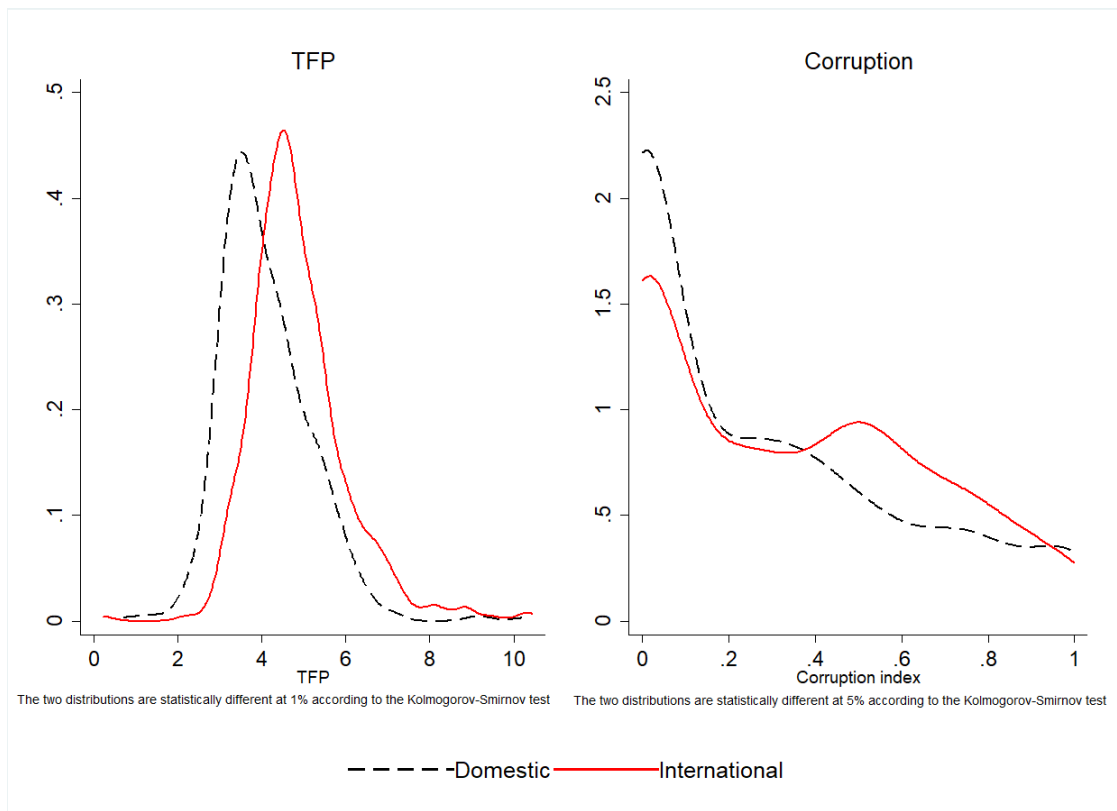 TFP
.5
.4
.3
.2
.1
0
0 2 4 6 8 10
TFP
The two distributions are statistically different at 1% according to the Kolmogorov-Smirnov test
Corruption
2.5
2
1.5
1
.5
0
0 .2 .4 .6 .8 1
Corruption index
The two distributions are statistically different at 5% according to the Kolmogorov-Smirnov test
Domestic International